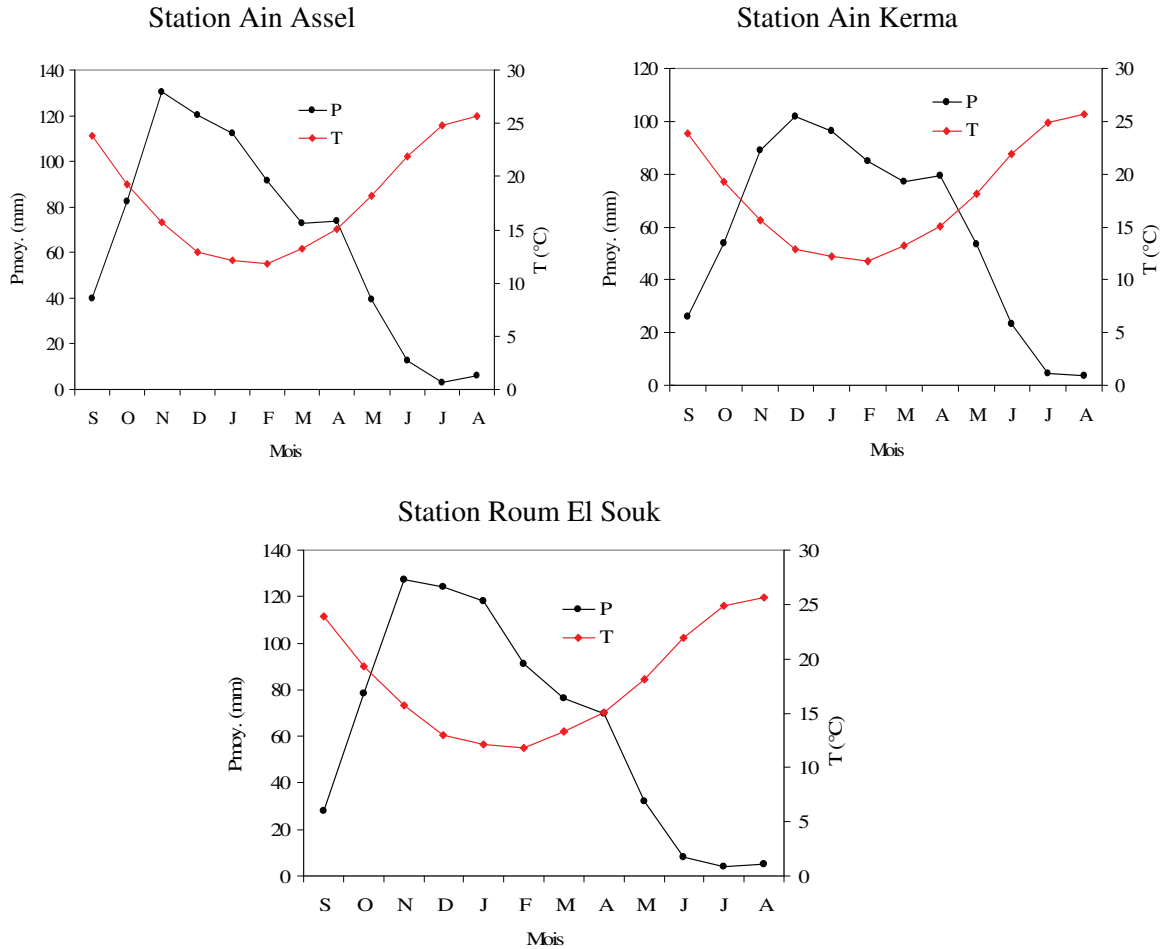 Station Ain Assel
140
120
100
80
60
40
20
0
30
25
20
15
10
5
0
Pmoy. (mm)
T (°C)
P
T
S O N D J F M A M J J A
Mois
Station Ain Kerma
120
100
80
60
40
20
0
30
25
20
15
10
5
0
Pmoy. (mm)
T (°C)
P
T
S O N D J F M A M J J A
Mois
Station Roum El Souk
140
120
100
80
60
40
20
0
30
25
20
15
10
5
0
Pmoy. (mm)
T (°C)
P
T
S O N D J F M A M J J A
Mois